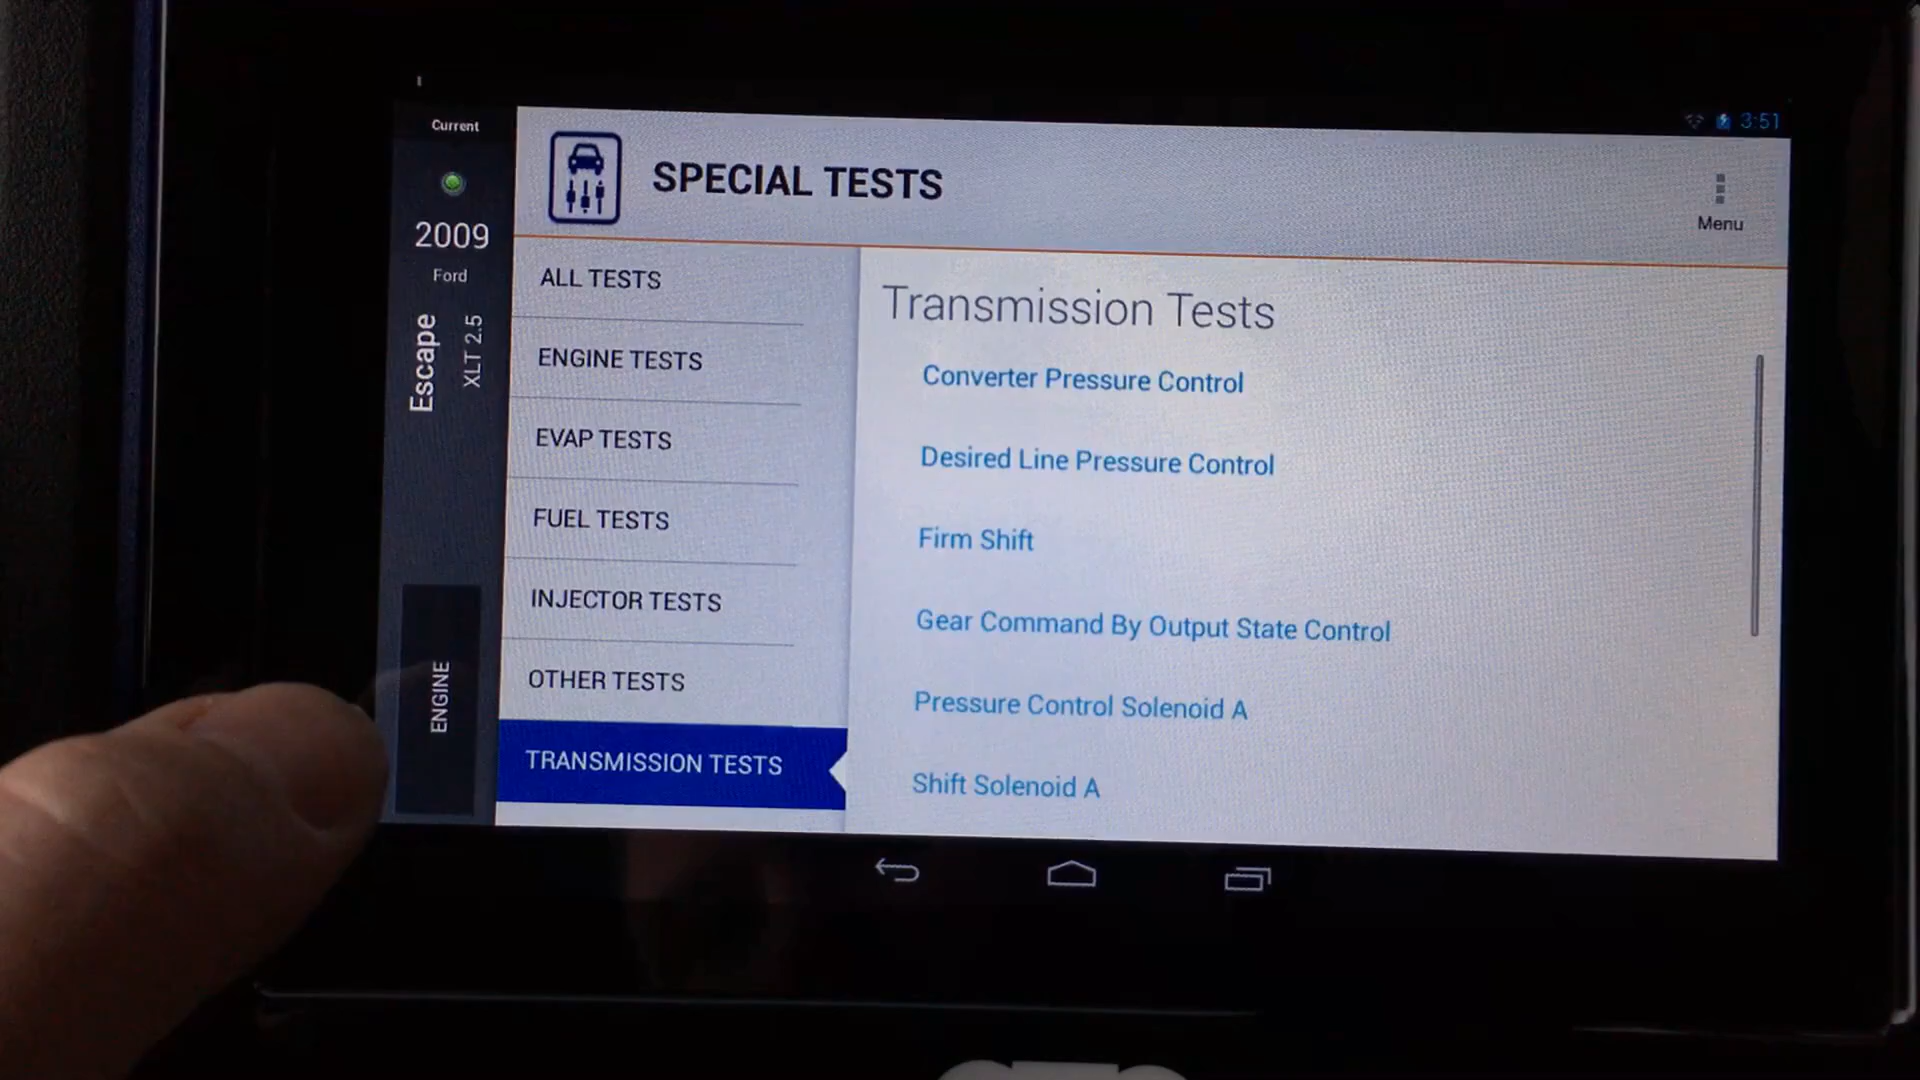 Current
2009
Ford
Escape
XLT 2.5
ENGINE
3:51
SPECIAL TESTS
Menu
ALL TESTS
ENGINE TESTS
EVAP TESTS
FUEL TESTS
INJECTOR TESTS
OTHER TESTS
TRANSMISSION TESTS
Transmission Tests
Converter Pressure Control
Desired Line Pressure Control
Firm Shift
Gear Command By Output State Control
Pressure Control Solenoid A
Shift Solenoid A